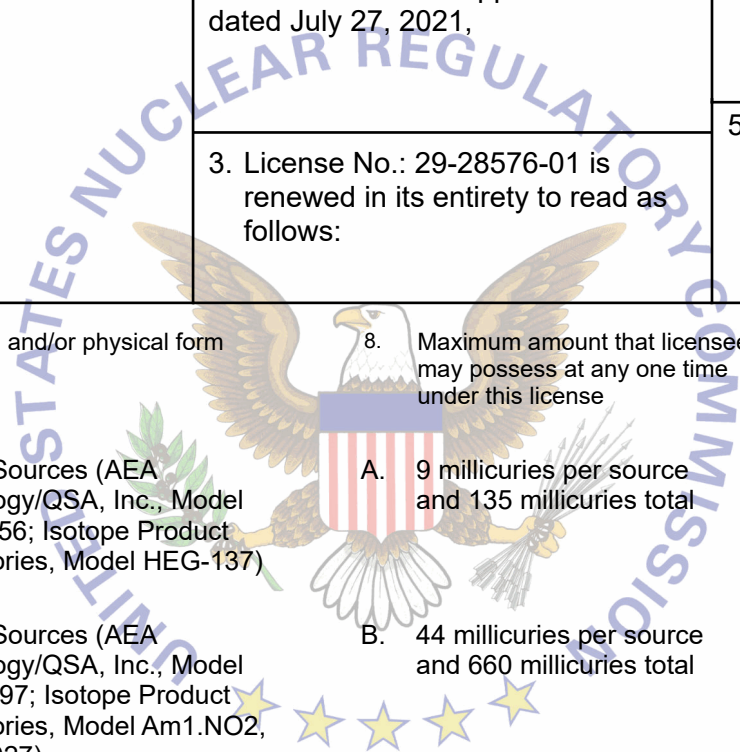 dated July 27, 2021,
5
3. License No.: 29-28576-01 is
renewed in its entirety to read as
follows:
and/or physical form
8. Maximum amount that licensee
may possess at any one time
under this license
Sources (AEA
ogy/QSA, Inc., Model
56; Isotope Product
ories, Model HEG-137)
A. 9 millicuries per source
and 135 millicuries total
Sources (AEA
ogy/QSA, Inc., Model
97; Isotope Product
ories, Model Am1.NO2,
B. 44 millicuries per source
and 660 millicuries total
UNITED STATES NUCLEAR REGULATORY COMMISSION